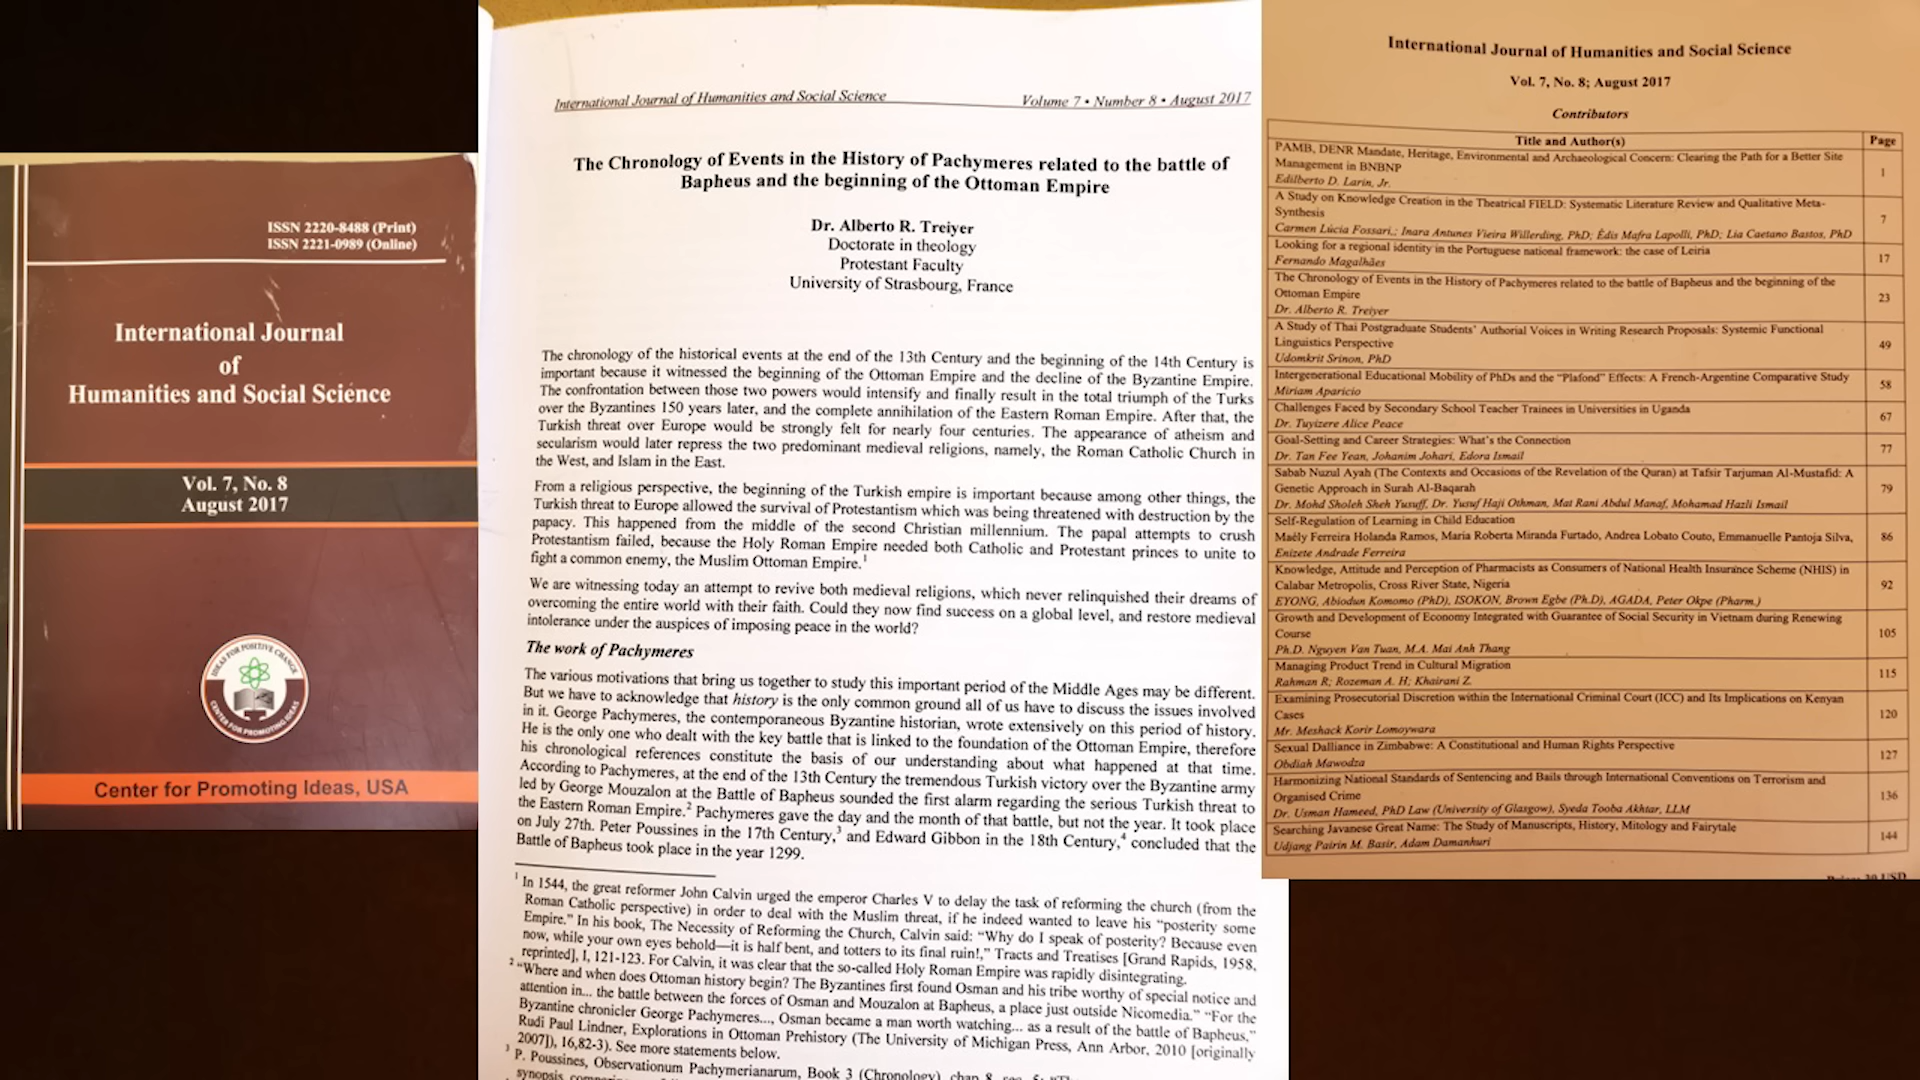 ISSN 2220-8488 (Print)
ISSN 2221-0989 (Online)
International Journal
of
Humanities and Social Science
Vol. 7, No. 8
August 2017
IDEAS FOR POSITIVE CHANGE
CENTER FOR PROMOTING IDEAS
Center for Promoting Ideas, USA
International Journal of Humanities and Social Science Volume 7 • Number 8 • August 2017
The Chronology of Events in the History of Pachymeres related to the battle of
Bapheus and the beginning of the Ottoman Empire
Dr. Alberto R. Treiyer
Doctorate in theology
Protestant Faculty
University of Strasbourg, France
The chronology of the historical events at the end of the 13th Century and the beginning of the 14th Century is
important because it witnessed the beginning of the Ottoman Empire and the decline of the Byzantine Empire.
The confrontation between those two powers would intensify and finally result in the total triumph of the Turks
over the Byzantines 150 years later, and the complete annihilation of the Eastern Roman Empire. After that, the
Turkish threat over Europe would be strongly felt for nearly four centuries. The appearance of atheism and
secularism would later repress the two predominant medieval religions, namely, the Roman Catholic Church in
the West, and Islam in the East.
From a religious perspective, the beginning of the Turkish empire is important because among other things, the
Turkish threat to Europe allowed the survival of Protestantism which was being threatened with destruction by the
papacy. This happened from the middle of the second Christian millennium. The papal attempts to crush
Protestantism failed, because the Holy Roman Empire needed both Catholic and Protestant princes to unite to
fight a common enemy, the Muslim Ottoman Empire.1
We are witnessing today an attempt to revive both medieval religions, which never relinquished their dreams of
overcoming the entire world with their faith. Could they now find success on a global level, and restore medieval
intolerance under the auspices of imposing peace in the world?
The work of Pachymeres
The various motivations that bring us together to study this important period of the Middle Ages may be different.
But we have to acknowledge that history is the only common ground all of us have to discuss the issues involved
in it. George Pachymeres, the contemporaneous Byzantine historian, wrote extensively on this period of history.
He is the only one who dealt with the key battle that is linked to the foundation of the Ottoman Empire, therefore
his chronological references constitute the basis of our understanding about what happened at that time.
According to Pachymeres, at the end of the 13th Century the tremendous Turkish victory over the Byzantine army
led by George Mouzalon at the Battle of Bapheus sounded the first alarm regarding the serious Turkish threat to
the Eastern Roman Empire.2 Pachymeres gave the day and the month of that battle, but not the year. It took place
on July 27th. Peter Poussines in the 17th Century,3 and Edward Gibbon in the 18th Century,4 concluded that the
Battle of Bapheus took place in the year 1299.
1 In 1544, the great reformer John Calvin urged the emperor Charles V to delay the task of reforming the church (from the
Roman Catholic perspective) in order to deal with the Muslim threat, if he indeed wanted to leave his "posterity some
Empire." In his book, The Necessity of Reforming the Church, Calvin said: "Why do I speak of posterity? Because even
now, while your own eyes behold—it is half bent, and totters to its final ruin!," Tracts and Treatises [Grand Rapids, 1958,
reprinted], I, 121-123. For Calvin, it was clear that the so-called Holy Roman Empire was rapidly disintegrating.
2 "Where and when does Ottoman history begin? The Byzantines first found Osman and his tribe worthy of special notice and
attention in... the battle between the forces of Osman and Mouzalon at Bapheus, a place just outside Nicomedia." "For the
Byzantine chronicler George Pachymeres..., Osman became a man worth watching... as a result of the battle of Bapheus,"
Rudi Paul Lindner, Explorations in Ottoman Prehistory (The University of Michigan Press, Ann Arbor, 2010 [originally
2007]), 16,82-3). See more statements below.
3 P. Poussines, Observationum Pachymerianarum, Book 3 (Chronology), chap 8, sec. 5:
synopsis
International Journal of Humanities and Social Science
Vol. 7, No. 8; August 2017
Contributors
Title and Author(s) Page
PAMB, DENR Mandate, Heritage, Environmental and Archaeological Concern: Clearing the Path for a Better Site
Management in BNBNP 1
Edilberto D. Larin, Jr.
A Study on Knowledge Creation in the Theatrical FIELD: Systematic Literature Review and Qualitative Meta-
Synthesis 7
Carmen Lúcia Fossari,; Inara Antunes Vieira Willerding, PhD; Édis Mafra Lapolli, PhD; Lia Caetano Bastos, PhD
Looking for a regional identity in the Portuguese national framework: the case of Leiria 17
Fernando Magalhães
The Chronology of Events in the History of Pachymeres related to the battle of Bapheus and the beginning of the
Ottoman Empire 23
Dr. Alberto R. Treiyer
A Study of Thai Postgraduate Students' Authorial Voices in Writing Research Proposals: Systemic Functional
Linguistics Perspective 49
Udomkrit Srinon, PhD
Intergenerational Educational Mobility of PhDs and the "Plafond" Effects: A French-Argentine Comparative Study 58
Miriam Aparicio
Challenges Faced by Secondary School Teacher Trainees in Universities in Uganda 67
Dr. Tuyizere Alice Peace
Goal-Setting and Career Strategies: What's the Connection 77
Dr. Tan Fee Yean, Johanim Johari, Edora Ismail
Sabab Nuzul Ayah (The Contexts and Occasions of the Revelation of the Quran) at Tafsir Tarjuman Al-Mustafid: A
Genetic Approach in Surah Al-Baqarah 79
Dr. Mohd Sholeh Sheh Yusuff, Dr. Yusuf Haji Othman, Mat Rani Abdul Manaf, Mohamad Hazli Ismail
Self-Regulation of Learning in Child Education
Maély Ferreira Holanda Ramos, Maria Roberta Miranda Furtado, Andrea Lobato Couto, Emmanuelle Pantoja Silva, 86
Enizete Andrade Ferreira
Knowledge, Attitude and Perception of Pharmacists as Consumers of National Health Insurance Scheme (NHIS) in
Calabar Metropolis, Cross River State, Nigeria 92
EYONG, Abiodun Komomo (PhD), ISOKON, Brown Egbe (Ph.D), AGADA, Peter Okpe (Pharm.)
Growth and Development of Economy Integrated with Guarantee of Social Security in Vietnam during Renewing
Course 105
Ph.D. Nguyen Van Tuan, M.A. Mai Anh Thang
Managing Product Trend in Cultural Migration 115
Rahman R; Rozeman A. H; Khairani Z.
Examining Prosecutorial Discretion within the International Criminal Court (ICC) and Its Implications on Kenyan
Cases 120
Mr. Meshack Korir Lomoywara
Sexual Dalliance in Zimbabwe: A Constitutional and Human Rights Perspective 127
Obdiah Mawodza
Harmonizing National Standards of Sentencing and Bails through International Conventions on Terrorism and
Organised Crime 136
Dr. Usman Hameed, PhD Law (University of Glasgow), Syeda Tooba Akhtar, LLM
Searching Javanese Great Name: The Study of Manuscripts, History, Mitology and Fairytale 144
Udjang Pairin M. Basir, Adam Damanhuri